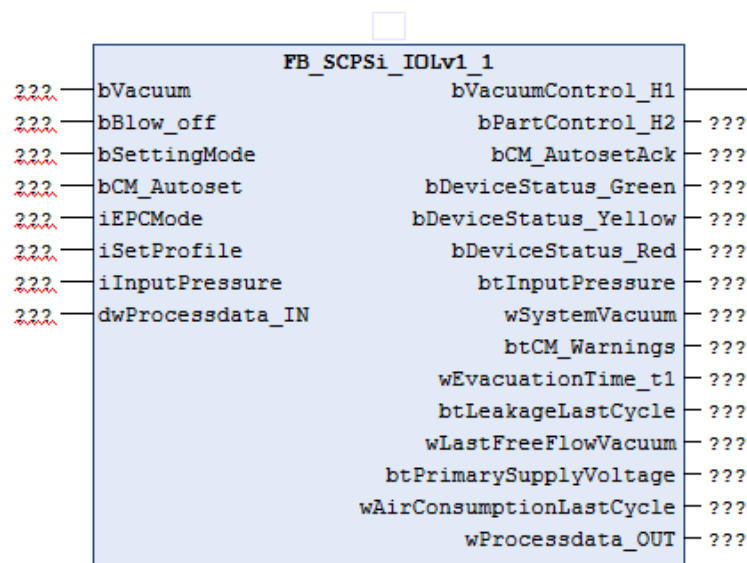 FB_SCPSi_IOLv1_1
??? bVacuum bVacuumControl_H1
??? bBlow_off bPartControl_H2 ???
??? bSettingMode bCM_AutosetAck ???
??? bCM_Autoset bDeviceStatus_Green ???
??? iEPCMode bDeviceStatus_Yellow ???
??? iSetProfile bDeviceStatus_Red ???
??? iInputPressure btInputPressure ???
??? dwProcessdata_IN wSystemVacuum ???
btCM_Warnings ???
wEvacuationTime_t1 ???
btLeakageLastCycle ???
wLastFreeFlowVacuum ???
btPrimarySupplyVoltage ???
wAirConsumptionLastCycle ???
wProcessdata_OUT ???